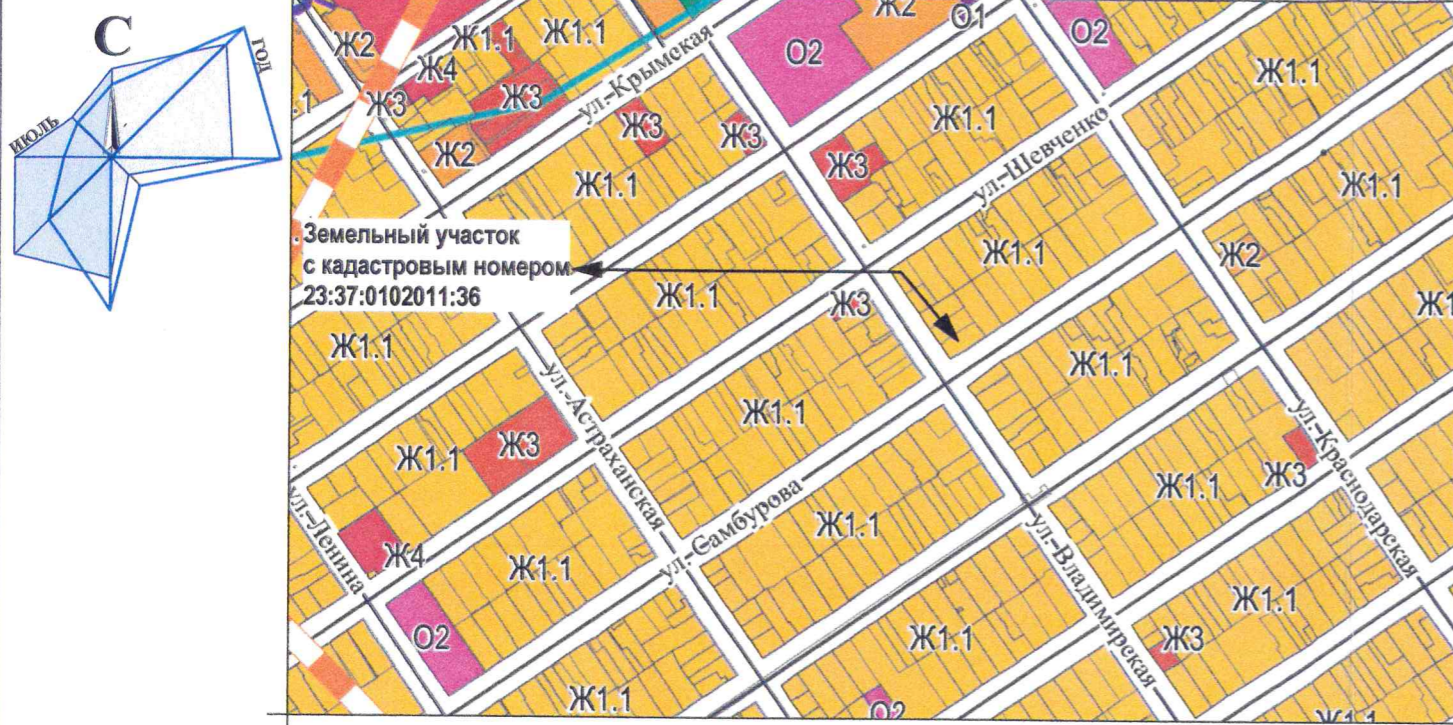 С
ГОД
ИЮЛЬ
Ж2
Ж1.1
Ж1.1
Ж4
Ж3
Ж3
Ж2
ул.-Крымская
Ж3
Ж3
Ж1.1
О2
Ж2
О1
О2
Ж1.1
Ж1.1
Ж3
ул.-Шевченко
Ж1.1
Ж1.1
Ж2
Земельный участок
с кадастровым номером
23:37:0102011:36
Ж1.1
Ж3
Ж1.1
Ж1.1
Ж1.1
ул.-Астраханская
Ж1.1
Ж3
Ж1.1
ул.-Краснодарская
Ж3
Ж1.1
ул.-Ленина
Ж4
Ж1.1
ул.-Самбурова
Ж1.1
ул.-Владимирская
Ж1.1
О2
Ж1.1
Ж3
Ж1.1
О2
Ж1.1